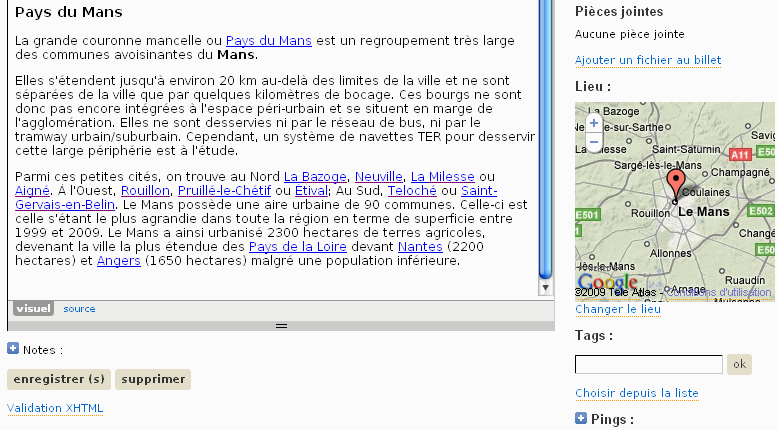 Pays du Mans
La grande couronne mancelle ou Pays du Mans est un regroupement très large
des communes avoisinantes du Mans.
Elles s'étendent jusqu'à environ 20 km au-delà des limites de la ville et ne sont
séparées de la ville que par quelques kilomètres de bocage. Ces bourgs ne sont
donc pas encore intégrées à l'espace péri-urbain et se situent en marge de
l'agglomération. Elles ne sont desservies ni par le réseau de bus, ni par le
tramway urbain/suburbain. Cependant, un système de navettes TER pour desservir
cette large périphérie est à l'étude.
Parmi ces petites cités, on trouve au Nord La Bazoge, Neuville, La Milesse ou
Aigné. À l'Ouest, Rouillon, Pruillé-le-Chétif ou Etival; Au Sud, Teloché ou Saint-
Gervais-en-Belin. Le Mans possède une aire urbaine de 90 communes. Celle-ci est
celle s'étant le plus agrandie dans toute la région en terme de superficie entre
1999 et 2009. Le Mans a ainsi urbanisé 2300 hectares de terres agricoles,
devenant la ville la plus étendue des Pays de la Loire devant Nantes (2200
hectares) et Angers (1650 hectares) malgré une population inférieure.
visuel source
Notes :
enregistrer (s) supprimer
Validation XHTML
Pièces jointes
Aucune pièce jointe
Ajouter un fichier au billet
Lieu :
La Bazoge
Neuville-sur-Sarthe
Savig
La Milesse
Saint-Saturnin
E50
A11
Sargé-lès-le-Mans
Champagné
Coulaines
E501
Rouillon
Le Mans
Changé
E502
Allonnes
-lès-le-Mans
Ruaudin
Google
Arnage
©2009 Tele Atlas - Conditions d'utilisation
Changer le lieu
Tags :
ok
Choisir depuis la liste
Pings :